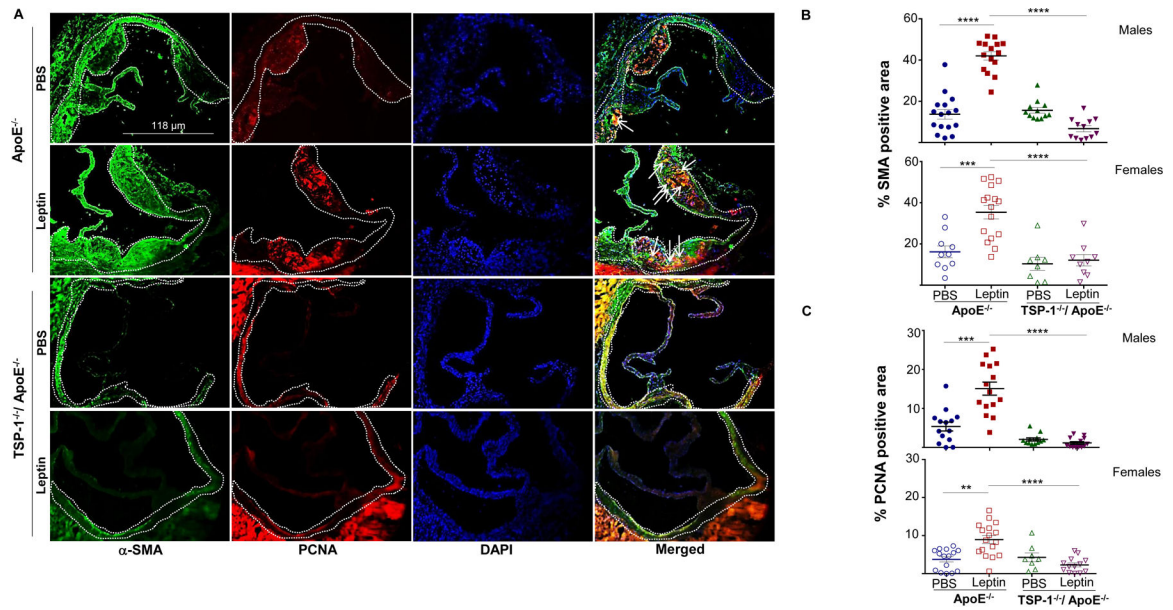 A
ApoE-/-
PBS
118 µm
Leptin
TSP-1-/-/ ApoE-/-
PBS
Leptin
α-SMA
PCNA
DAPI
Merged
B
60
****
****
Males
40
20
% SMA positive area
60
***
****
Females
40
20
PBS
Leptin
PBS
Leptin
ApoE-/-
TSP-1-/-/ ApoE-/-
C
30
***
****
Males
20
10
% PCNA positive area
30
**
****
Females
20
10
PBS
Leptin
PBS
Leptin
ApoE-/-
TSP-1-/-/ ApoE-/-